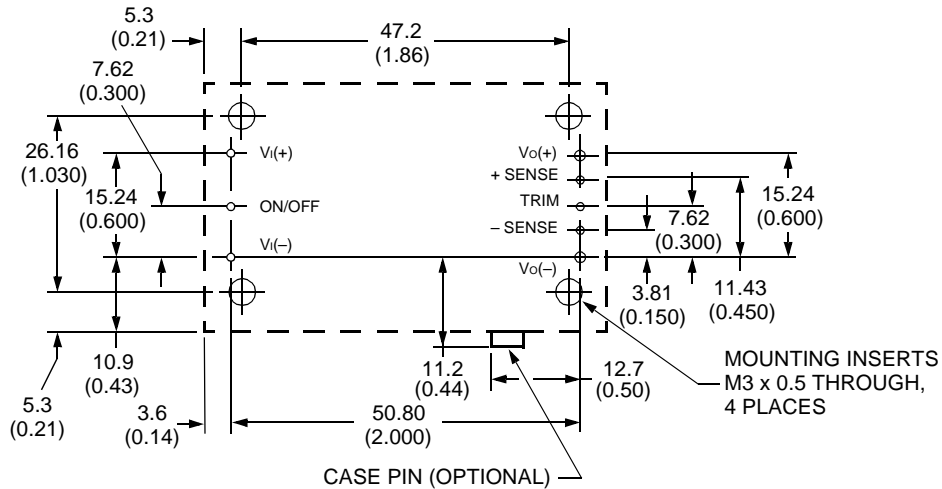 5.3
(0.21)
47.2
(1.86)
7.62
(0.300)
26.16
(1.030)
15.24
(0.600)
VI(+)
ON/OFF
VI(–)
VO(+)
+ SENSE
TRIM
– SENSE
VO(–)
15.24
(0.600)
7.62
(0.300)
3.81
(0.150)
11.43
(0.450)
10.9
(0.43)
5.3
(0.21)
3.6
(0.14)
11.2
(0.44)
12.7
(0.50)
50.80
(2.000)
MOUNTING INSERTS
M3 x 0.5 THROUGH,
4 PLACES
CASE PIN (OPTIONAL)